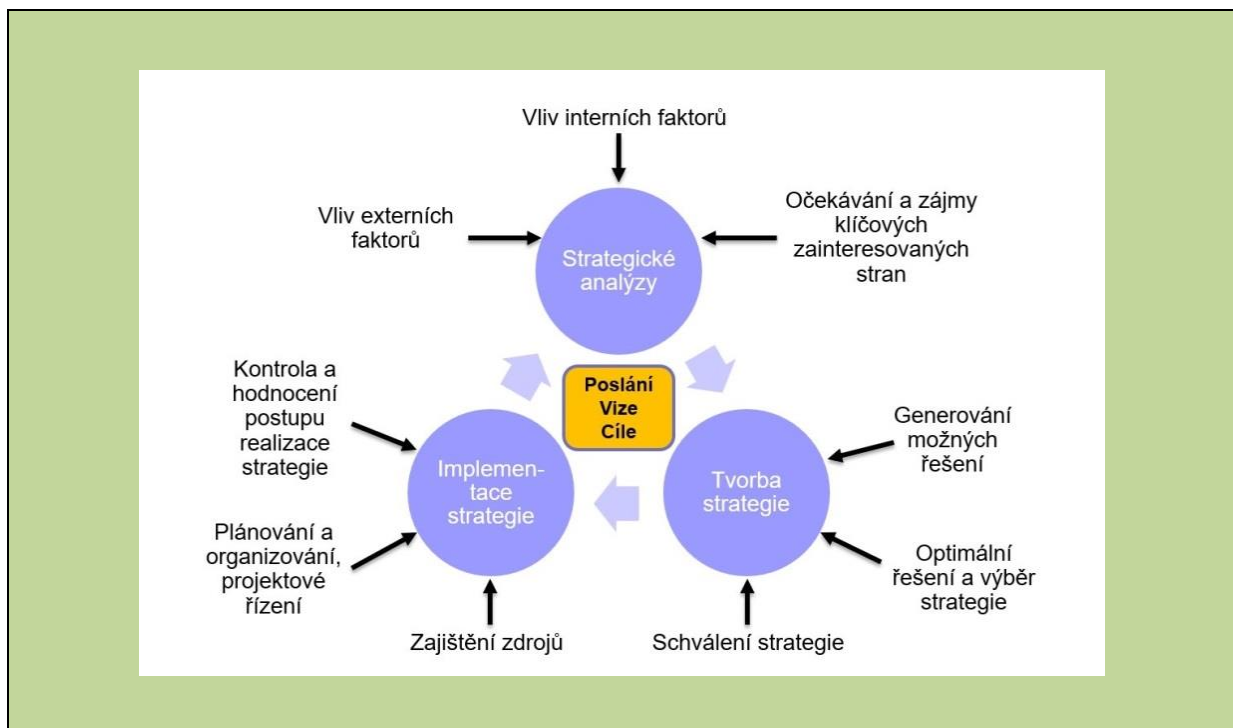 Vliv interních faktorů
Vliv externích
faktorů
Očekávání a zájmy
klíčových
zainteresovaných
stran
Strategické
analýzy
Poslání
Vize
Cíle
Kontrola a
hodnocení
postupu
realizace
strategie
Generování
možných
řešení
Implemen-
tace
strategie
Tvorba
strategie
Plánování a
organizování,
projektové
řízení
Optimální
řešení a výběr
strategie
Zajištění zdrojů
Schválení strategie